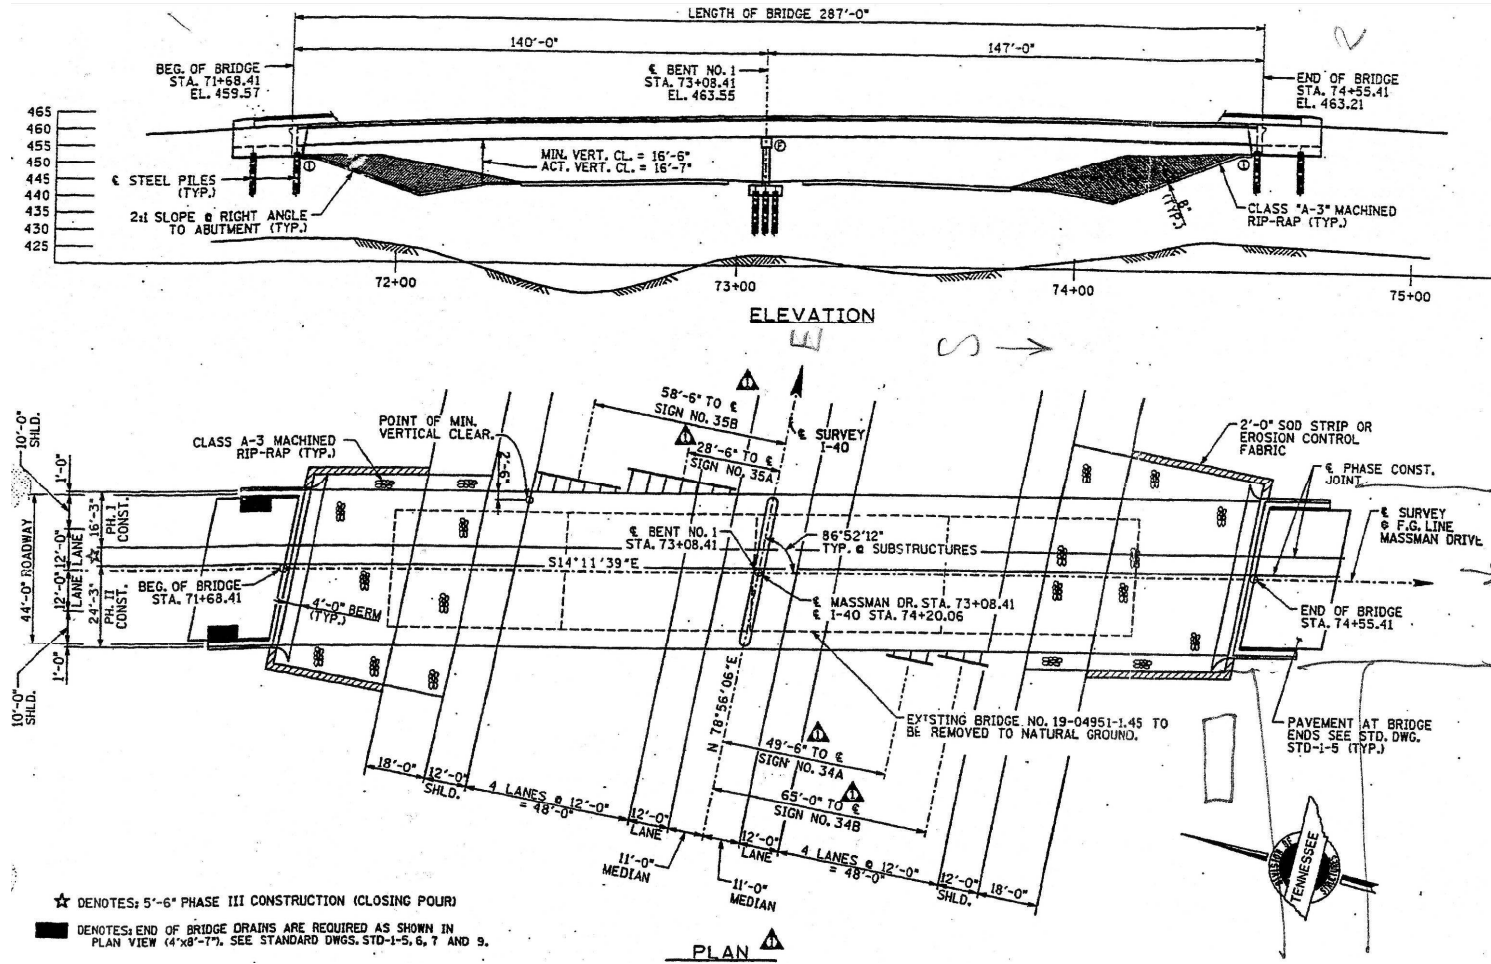 LENGTH OF BRIDGE 287'-0"
140'-0"
147'-0"
BEG. OF BRIDGE
STA. 71+68.41
EL. 459.57
℄ BENT NO. 1
STA. 73+08.41
EL. 463.55
END OF BRIDGE
STA. 74+55.41
EL. 463.21
465
460
455
450
445
440
435
430
425
MIN. VERT. CL. = 16'-6"
ACT. VERT. CL. = 16'-7"
℄ STEEL PILES
(TYP.)
2:1 SLOPE @ RIGHT ANGLE
TO ABUTMENT (TYP.)
8"
(TYP.)
CLASS "A-3" MACHINED
RIP-RAP (TYP.)
72+00
73+00
74+00
75+00
ELEVATION
E
S
58'-6" TO ℄
SIGN NO. 35B
28'-6" TO ℄
SIGN NO. 35A
℄ SURVEY
I-40
POINT OF MIN.
VERTICAL CLEAR.
2'-6"
CLASS A-3 MACHINED
RIP-RAP (TYP.)
2'-0" SOD STRIP OR
EROSION CONTROL
FABRIC
℄ PHASE CONST.
JOINT
℄ SURVEY
& F.G. LINE
MASSMAN DRIVE
10'-0"
SHLD.
1'-0"
44'-0" ROADWAY
12'-0"
LANE
12'-0"
LANE
16'-3"
PH. I
CONST.
24'-3"
PH. II
CONST.
1'-0"
10'-0"
SHLD.
℄ BENT NO. 1
STA. 73+08.41
86°52'12"
TYP. @ SUBSTRUCTURES
S14°11'39"E
BEG. OF BRIDGE
STA. 71+68.41
4'-0" BERM
(TYP.)
℄ MASSMAN DR. STA. 73+08.41
℄ I-40 STA. 74+20.06
END OF BRIDGE
STA. 74+55.41
N 78°56'06"E
EXISTING BRIDGE NO. 19-04951-1.45 TO
BE REMOVED TO NATURAL GROUND.
PAVEMENT AT BRIDGE
ENDS SEE STD. DWG.
STD-1-5 (TYP.)
49'-6" TO ℄
SIGN NO. 34A
65'-0" TO ℄
SIGN NO. 34B
18'-0"
12'-0"
SHLD.
4 LANES @ 12'-0"
= 48'-0"
12'-0"
LANE
11'-0"
MEDIAN
11'-0"
MEDIAN
12'-0"
LANE
4 LANES @ 12'-0"
= 48'-0"
12'-0"
SHLD.
18'-0"
DIVISION OF
TENNESSEE
STRUCTURES
☆ DENOTES: 5'-6" PHASE III CONSTRUCTION (CLOSING POUR)
DENOTES: END OF BRIDGE DRAINS ARE REQUIRED AS SHOWN IN
PLAN VIEW (4'x8'-7"). SEE STANDARD DWGS. STD-1-5, 6, 7 AND 9.
PLAN